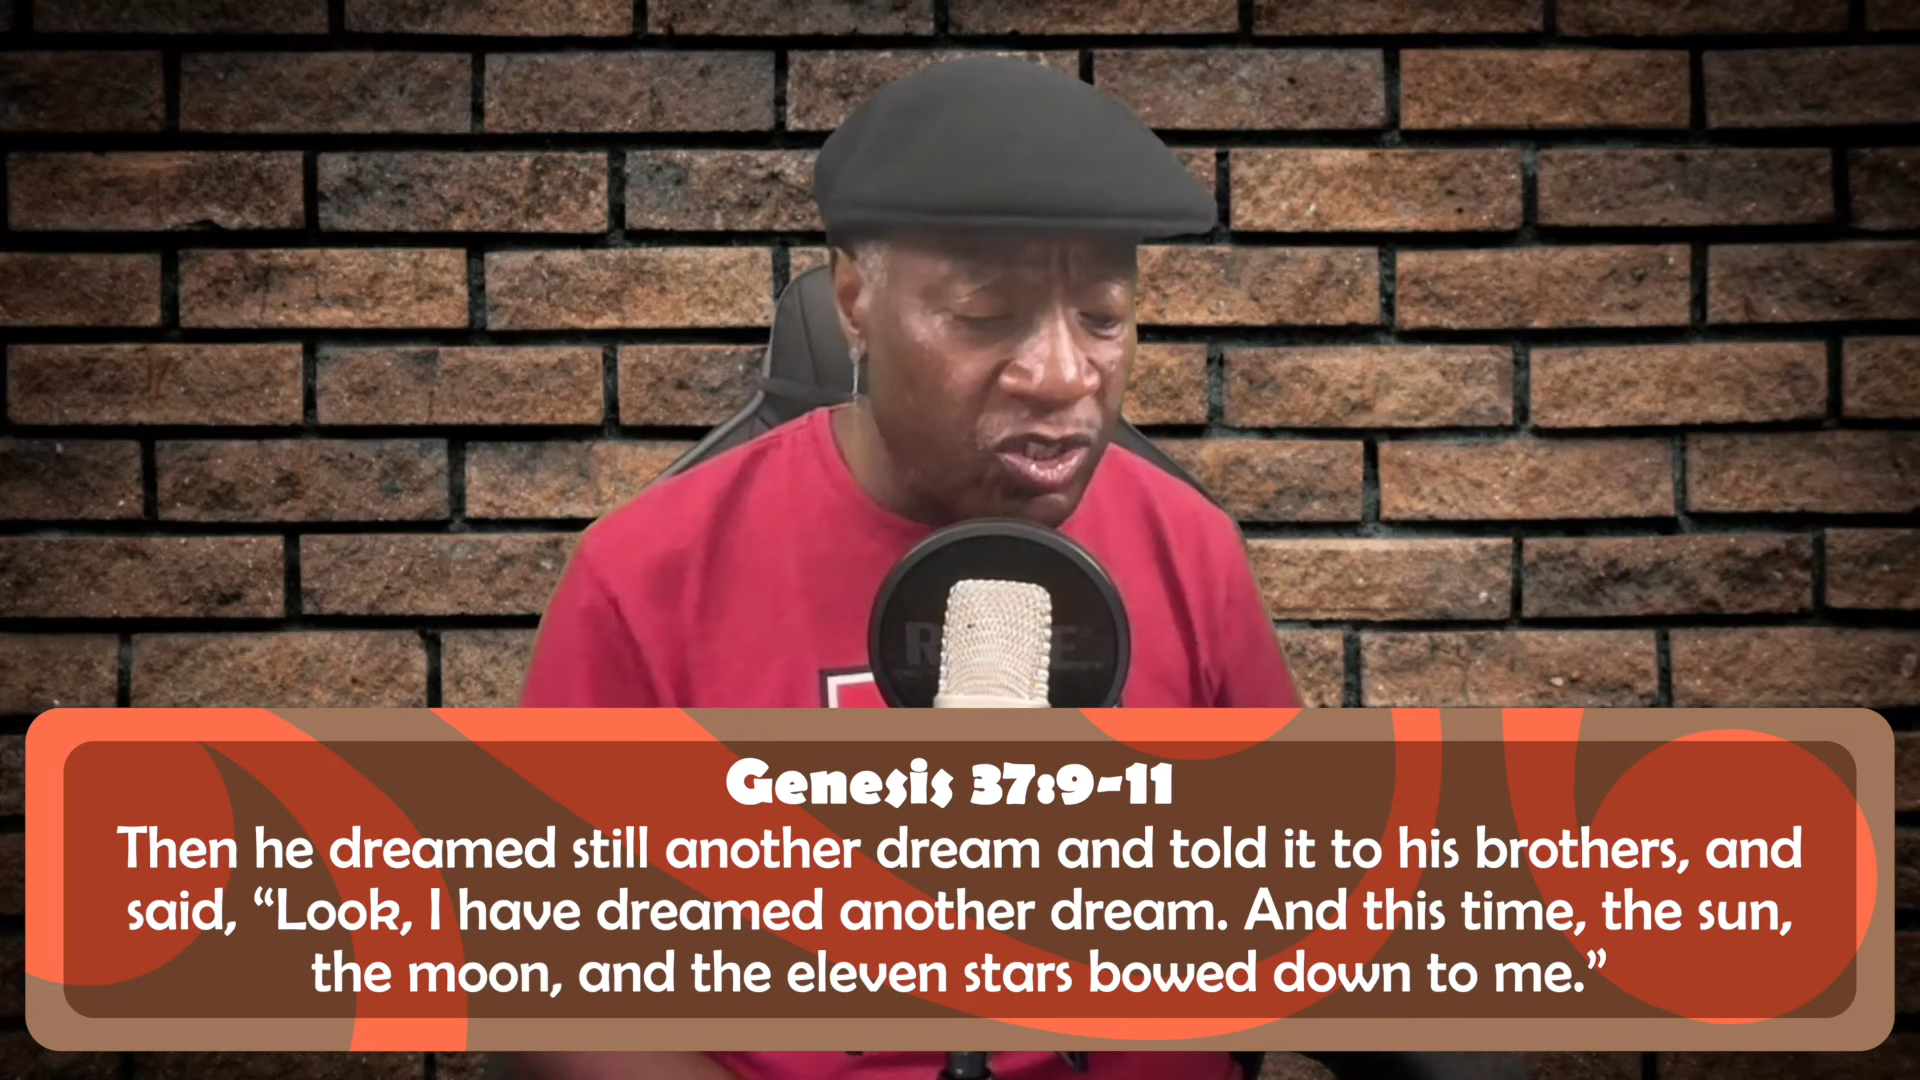 Genesis 37:9-11
Then he dreamed still another dream and told it to his brothers, and
said, “Look, I have dreamed another dream. And this time, the sun,
the moon, and the eleven stars bowed down to me.”